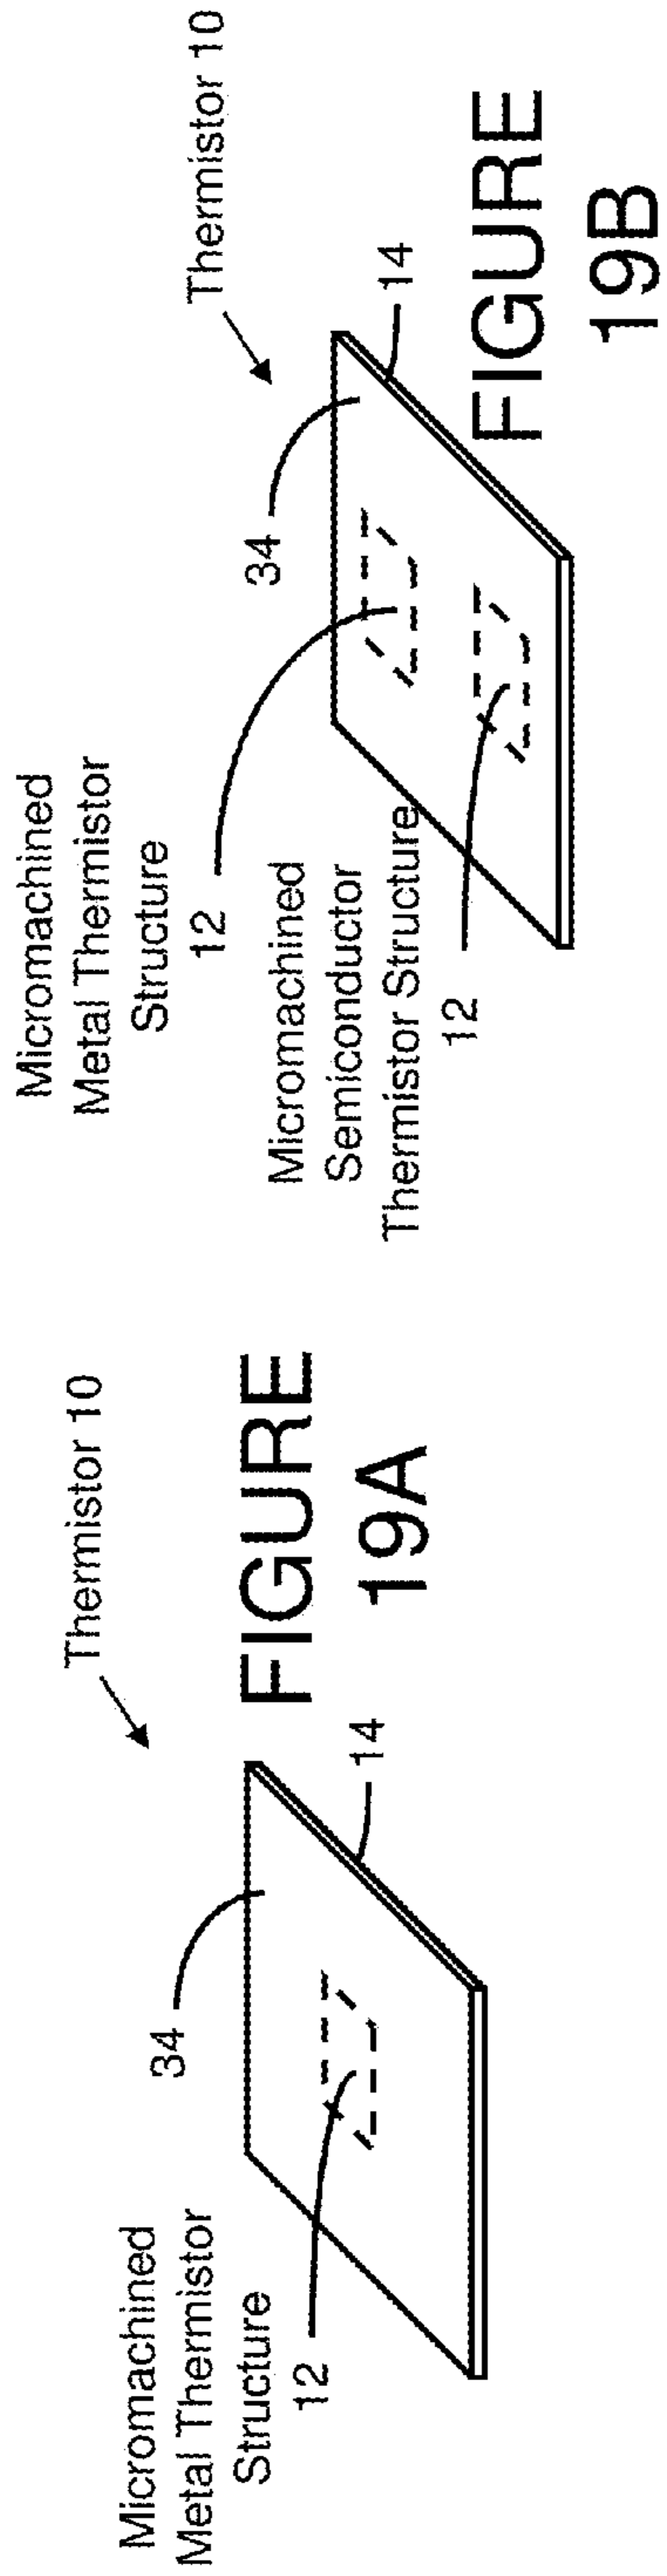 Micromachined
Metal Thermistor
Structure
12
34
Thermistor 10
14
FIGURE
19A
Micromachined
Metal Thermistor
Structure
12
Micromachined
Semiconductor
Thermistor Structure
12
34
Thermistor 10
14
FIGURE
19B